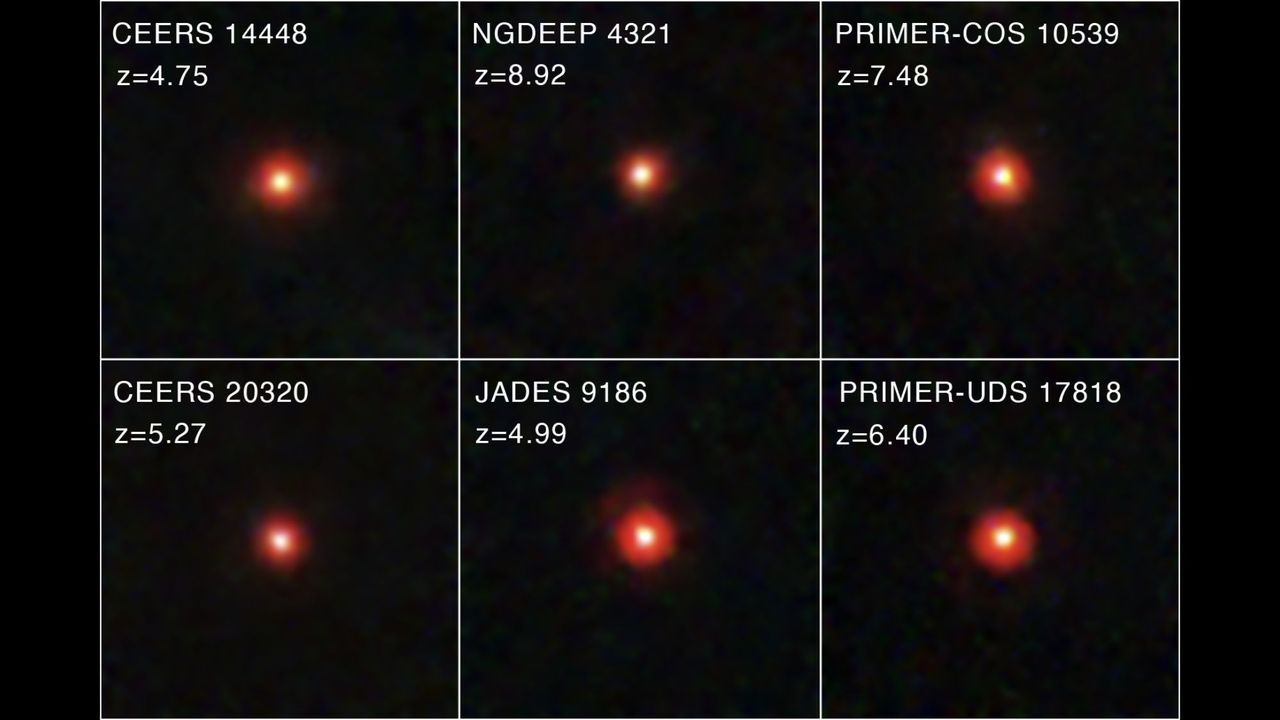 CEERS 14448
z=4.75
NGDEEP 4321
z=8.92
PRIMER-COS 10539
z=7.48
CEERS 20320
z=5.27
JADES 9186
z=4.99
PRIMER-UDS 17818
z=6.40